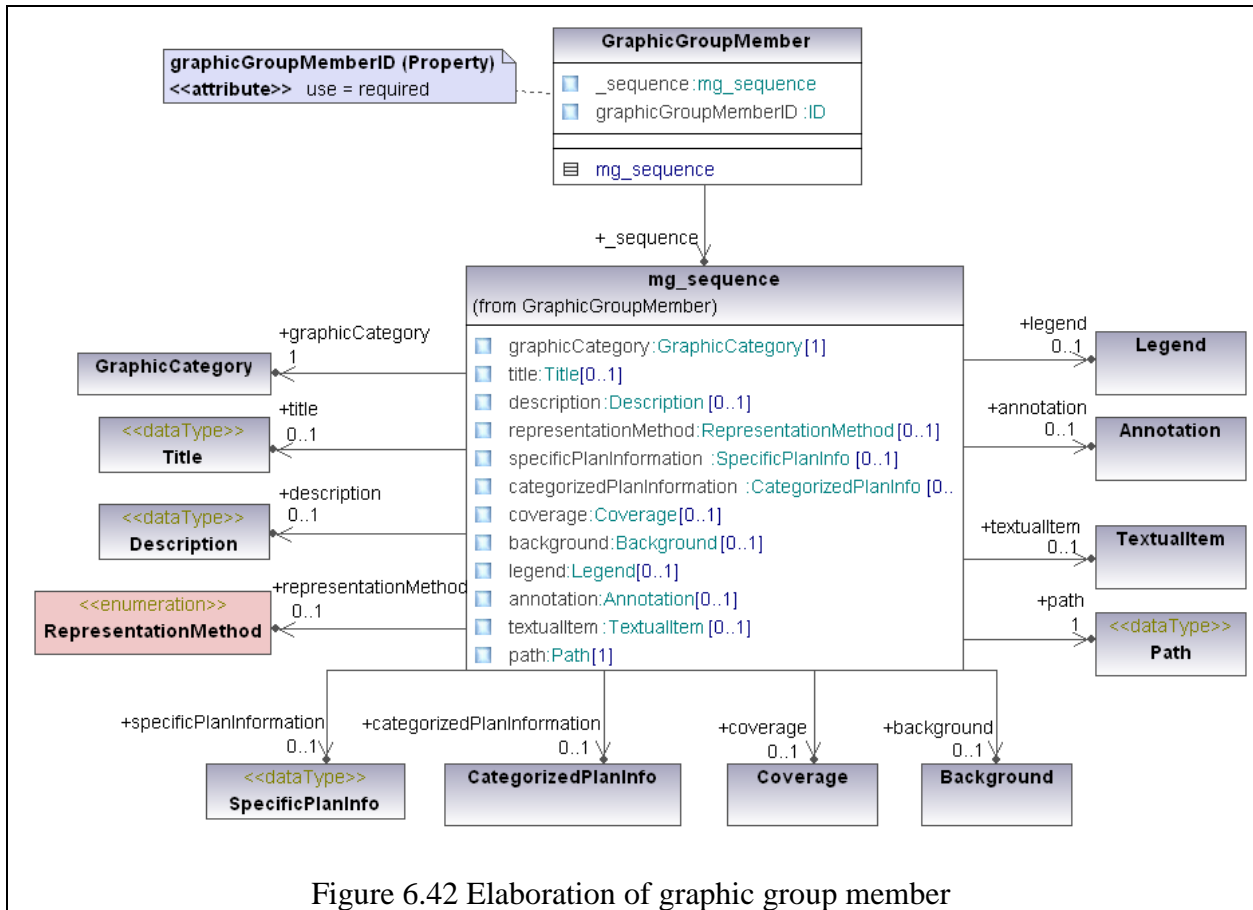 GraphicGroupMember
graphicGroupMemberID (Property)
<<attribute>> use = required
_sequence:mg_sequence
graphicGroupMemberID :ID
mg_sequence
+_sequence
mg_sequence
(from GraphicGroupMember)
graphicCategory:GraphicCategory[1]
title:Title[0..1]
description:Description [0..1]
representationMethod:RepresentationMethod[0..1]
specificPlanInformation :SpecificPlanInfo [0..1]
categorizedPlanInformation :CategorizedPlanInfo [0..
coverage:Coverage[0..1]
background:Background[0..1]
legend:Legend[0..1]
annotation:Annotation[0..1]
textualItem :TextualItem [0..1]
path:Path[1]
+graphicCategory
1
GraphicCategory
+title
0..1
<<dataType>>
Title
+description
0..1
<<dataType>>
Description
+representationMethod
0..1
<<enumeration>>
RepresentationMethod
+legend
0..1
Legend
+annotation
0..1
Annotation
+textualItem
0..1
TextualItem
+path
1
<<dataType>>
Path
+specificPlanInformation
0..1
<<dataType>>
SpecificPlanInfo
+categorizedPlanInformation
0..1
CategorizedPlanInfo
+coverage
0..1
Coverage
+background
0..1
Background
Figure 6.42 Elaboration of graphic group member